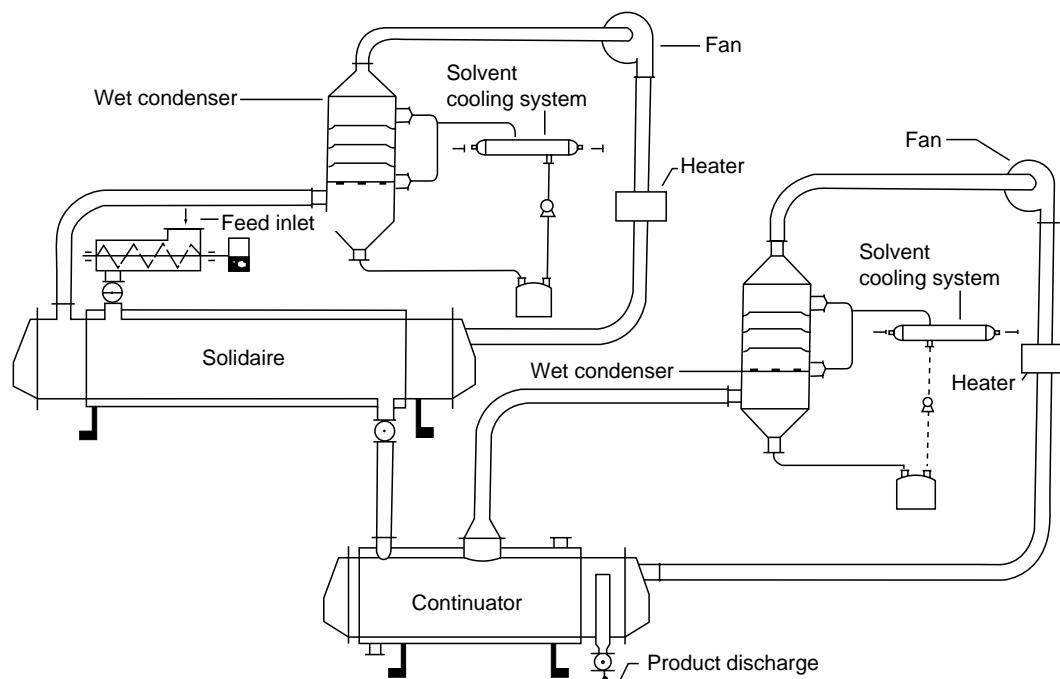 Fan
Solvent
cooling system
Wet condenser
Heater
Feed inlet
Solidaire
Fan
Solvent
cooling system
Wet condenser
Heater
Continuator
Product discharge